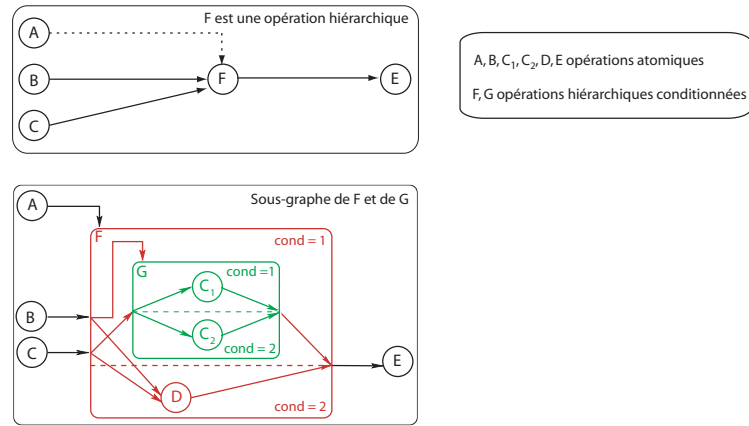 F est une opération hiérarchique
A
B
F
E
C
A, B, C₁, C₂, D, E opérations atomiques
F, G opérations hiérarchiques conditionnées
Sous-graphe de F et de G
A
F
cond = 1
G
cond =1
C₁
B
C₂
C
cond = 2
E
D
cond = 2